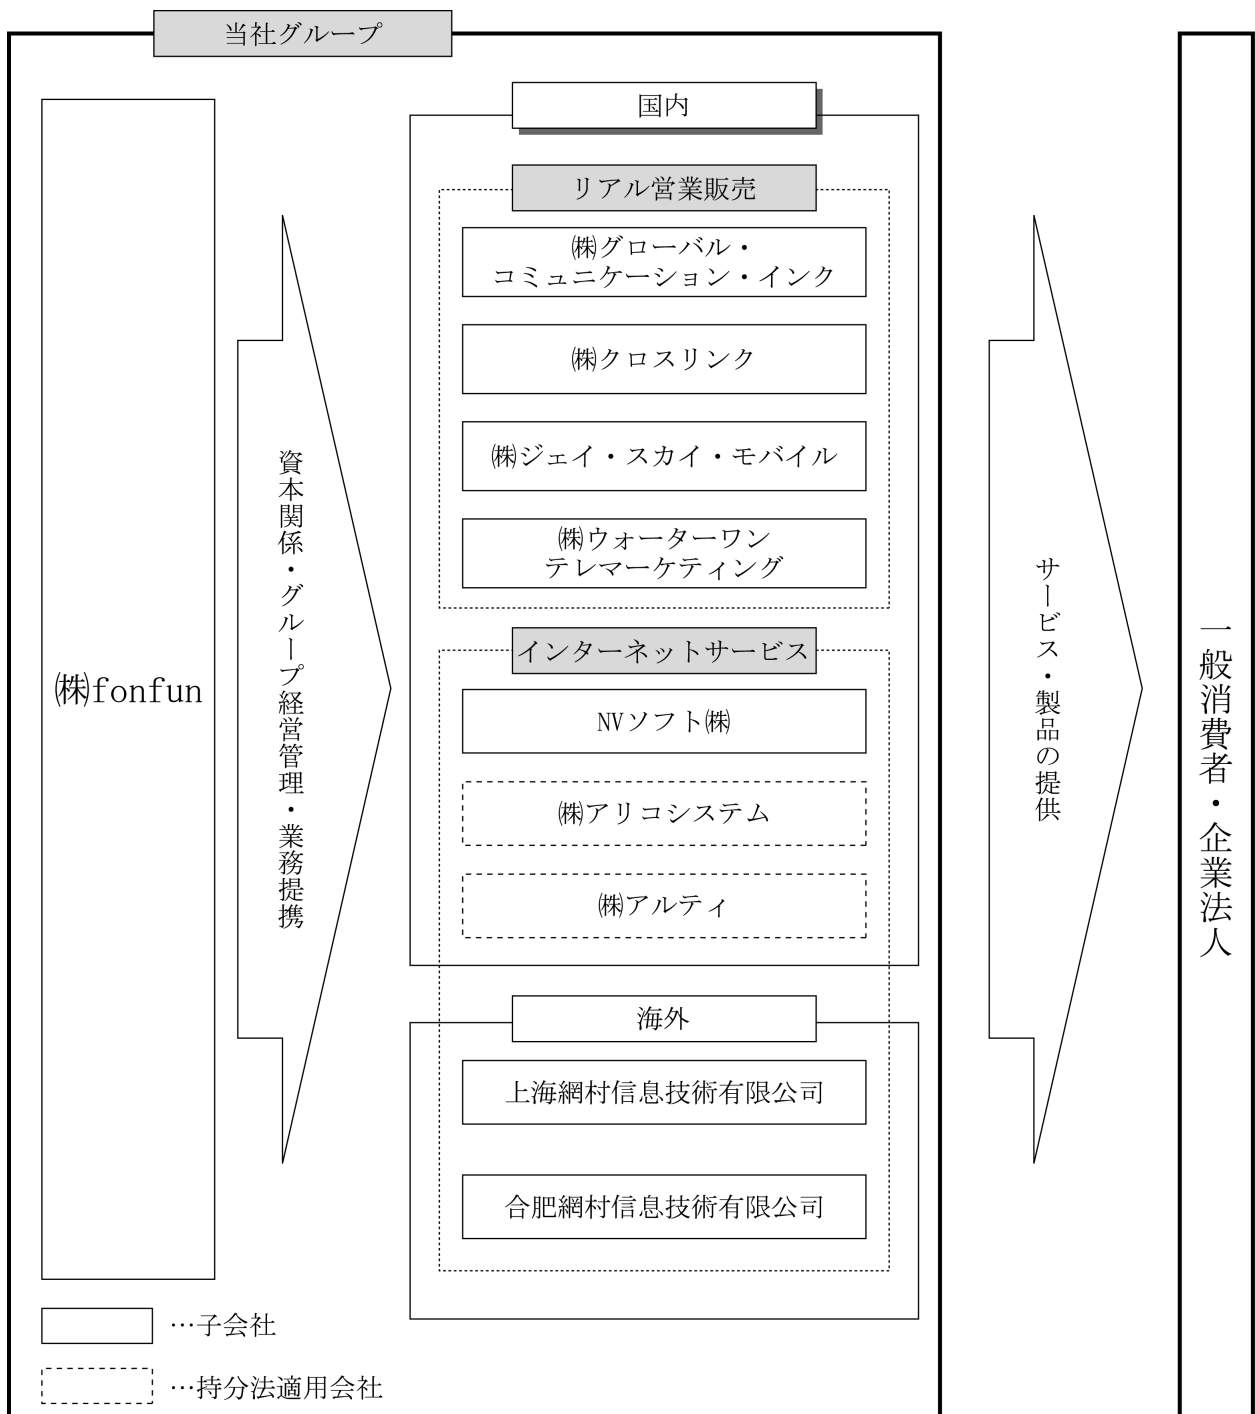 当社グループ
㈱fonfun
資本関係・グループ経営管理・業務提携
国内
リアル営業販売
㈱グローバル・
コミュニケーション・インク
㈱クロスリンク
㈱ジェイ・スカイ・モバイル
㈱ウォーターワン
テレマーケティング
インターネットサービス
NVソフト㈱
㈱アリコシステム
㈱アルティ
海外
上海網村信息技術有限公司
合肥網村信息技術有限公司
サービス・製品の提供
一般消費者・企業法人
…子会社
…持分法適用会社